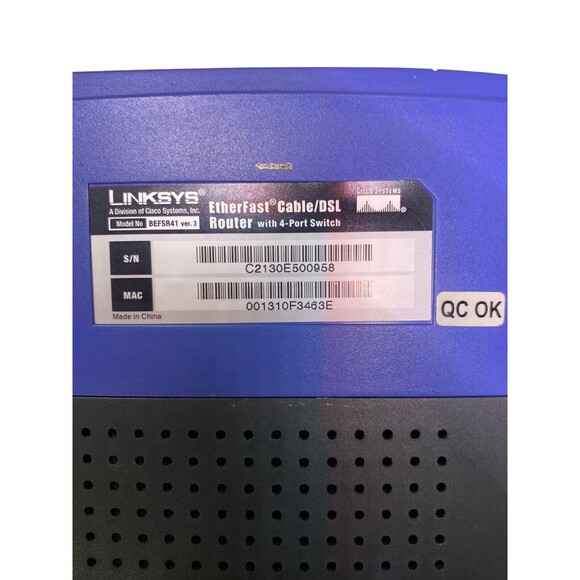 LINKSYS®
A Division of Cisco Systems, Inc.
Model No BEFSR41 ver. 3
EtherFast® Cable/DSL
Router with 4-Port Switch
CISCO SYSTEMS
S/N
C2130E500958
MAC
001310F3463E
Made in China
QC OK